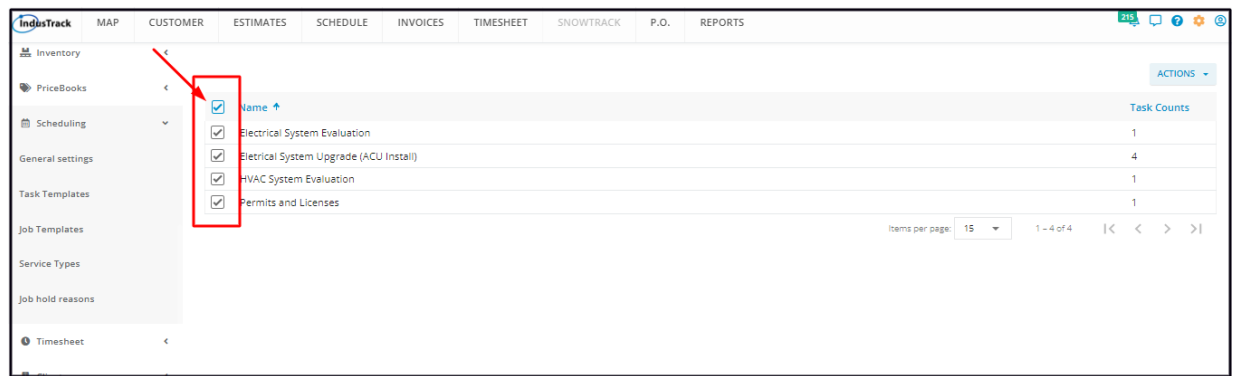 IndusTrack MAP CUSTOMER ESTIMATES SCHEDULE INVOICES TIMESHEET SNOWTRACK P.O. REPORTS 215
Inventory
PriceBooks
Scheduling
General settings
Task Templates
Job Templates
Service Types
Job hold reasons
Timesheet
ACTIONS
Name Task Counts
Electrical System Evaluation 1
Eletrical System Upgrade (ACU Install) 4
HVAC System Evaluation 1
Permits and Licenses 1
Items per page: 15 1 – 4 of 4